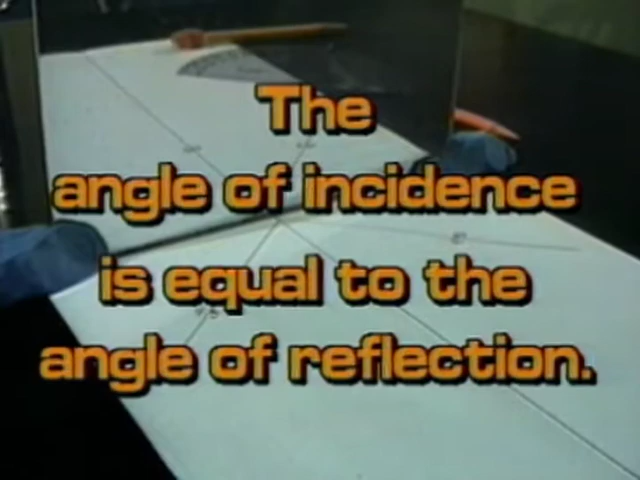 The
angle of incidence
is equal to the
angle of reflection.